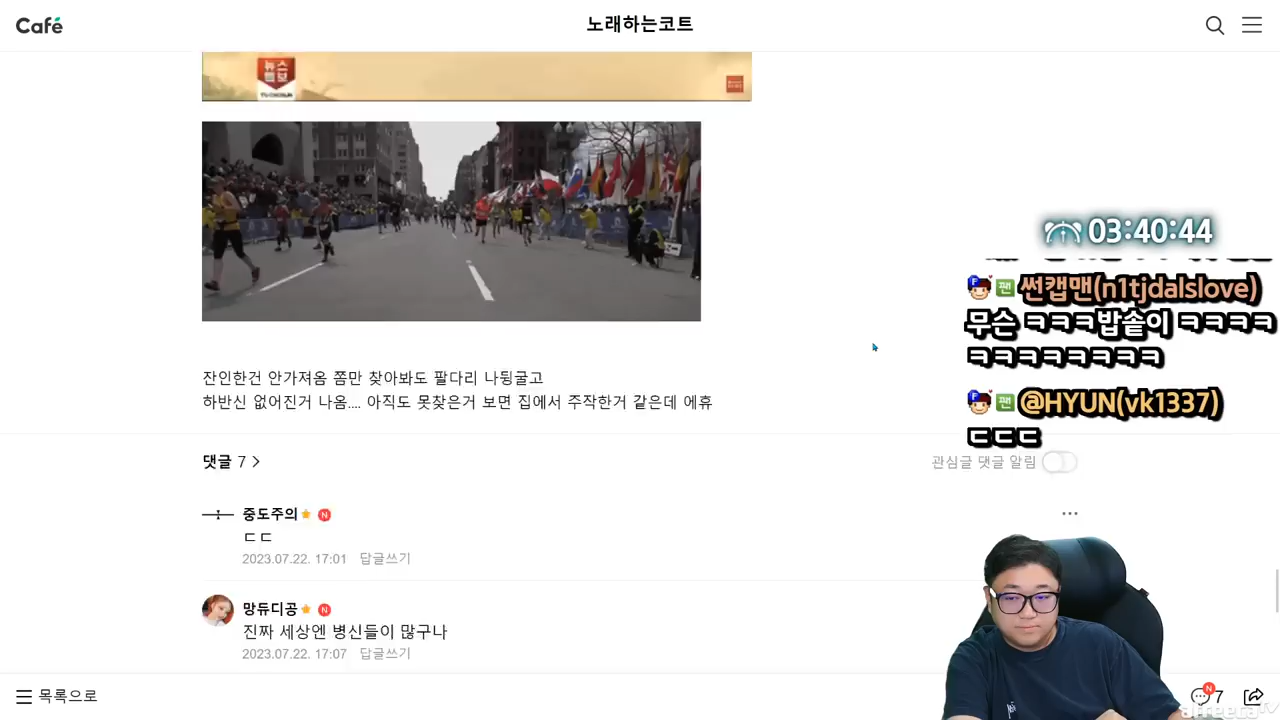 Café
노래하는코트
뉴스
특보
03:40:44
썬캡맨(n1tjdalslove)
무슨 ㅋㅋㅋ밥솥이 ㅋㅋㅋㅋ
ㅋㅋㅋㅋㅋㅋㅋㅋ
@HYUN(vk1337)
ㄷㄷㄷ
잔인한건 안가져옴 쫌만 찾아봐도 팔다리 나뒹굴고
하반신 없어진거 나옴.... 아직도 못찾은거 보면 집에서 주작한거 같은데 에휴
댓글 7 >
관심글 댓글 알림
중도주의 N
ㄷㄷ
2023.07.22. 17:01 답글쓰기
망듀디공 N
진짜 세상엔 병신들이 많구나
2023.07.22. 17:07 답글쓰기
목록으로
N 7
afreecaTV